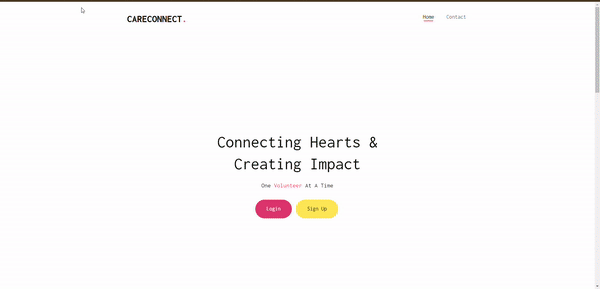 CARECONNECT.
Home
Contact
Connecting Hearts &
Creating Impact
One Volunteer At A Time
Login
Sign Up